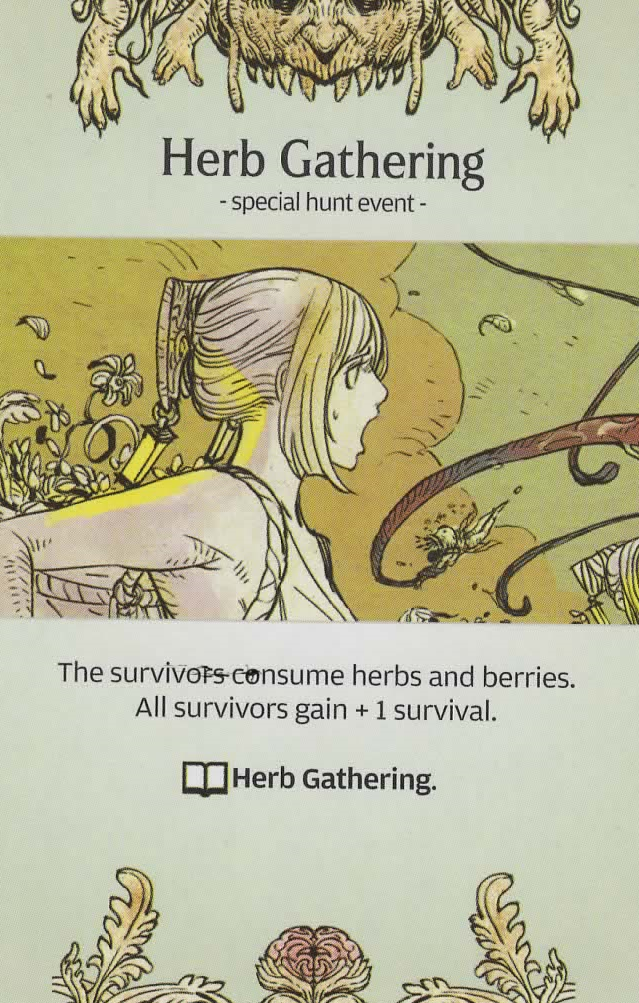 Herb Gathering
- special hunt event -
The survivors consume herbs and berries.
All survivors gain + 1 survival.
Herb Gathering.